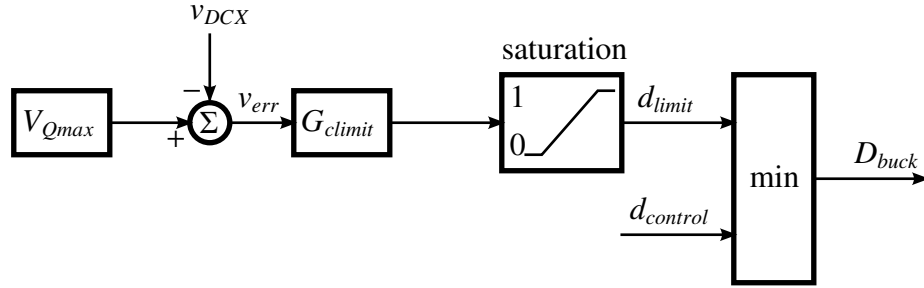 v_DCX
saturation
−
v_err
1
d_limit
V_Qmax
Σ
G_climit
+
0
D_buck
min
d_control